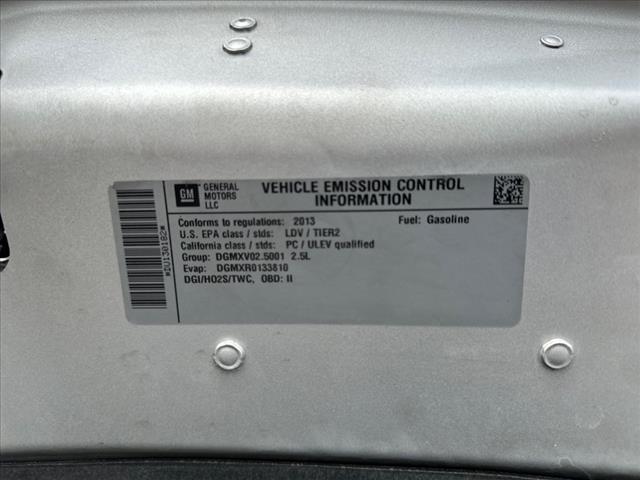 GM
GENERAL
MOTORS
LLC
VEHICLE EMISSION CONTROL
INFORMATION
Conforms to regulations: 2013 Fuel: Gasoline
U.S. EPA class / stds: LDV / TIER2
California class / stds: PC / ULEV qualified
Group: DGMXV02.5001 2.5L
Evap: DGMXR0133810
DGI/HO2S/TWC, OBD: II
*DU130182*